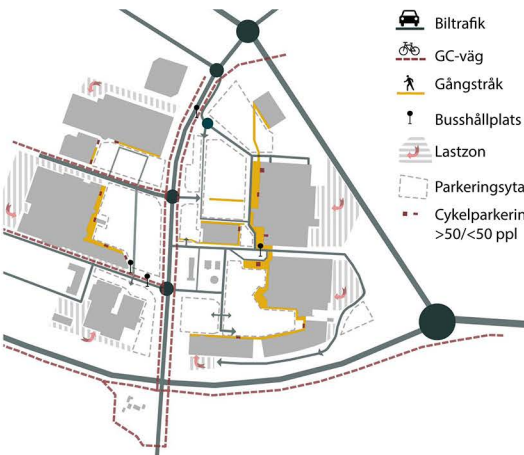 Biltrafik
GC-väg
Gångstråk
Busshållplats
Lastzon
Parkeringsyta
Cykelparkerin
>50/<50 ppl